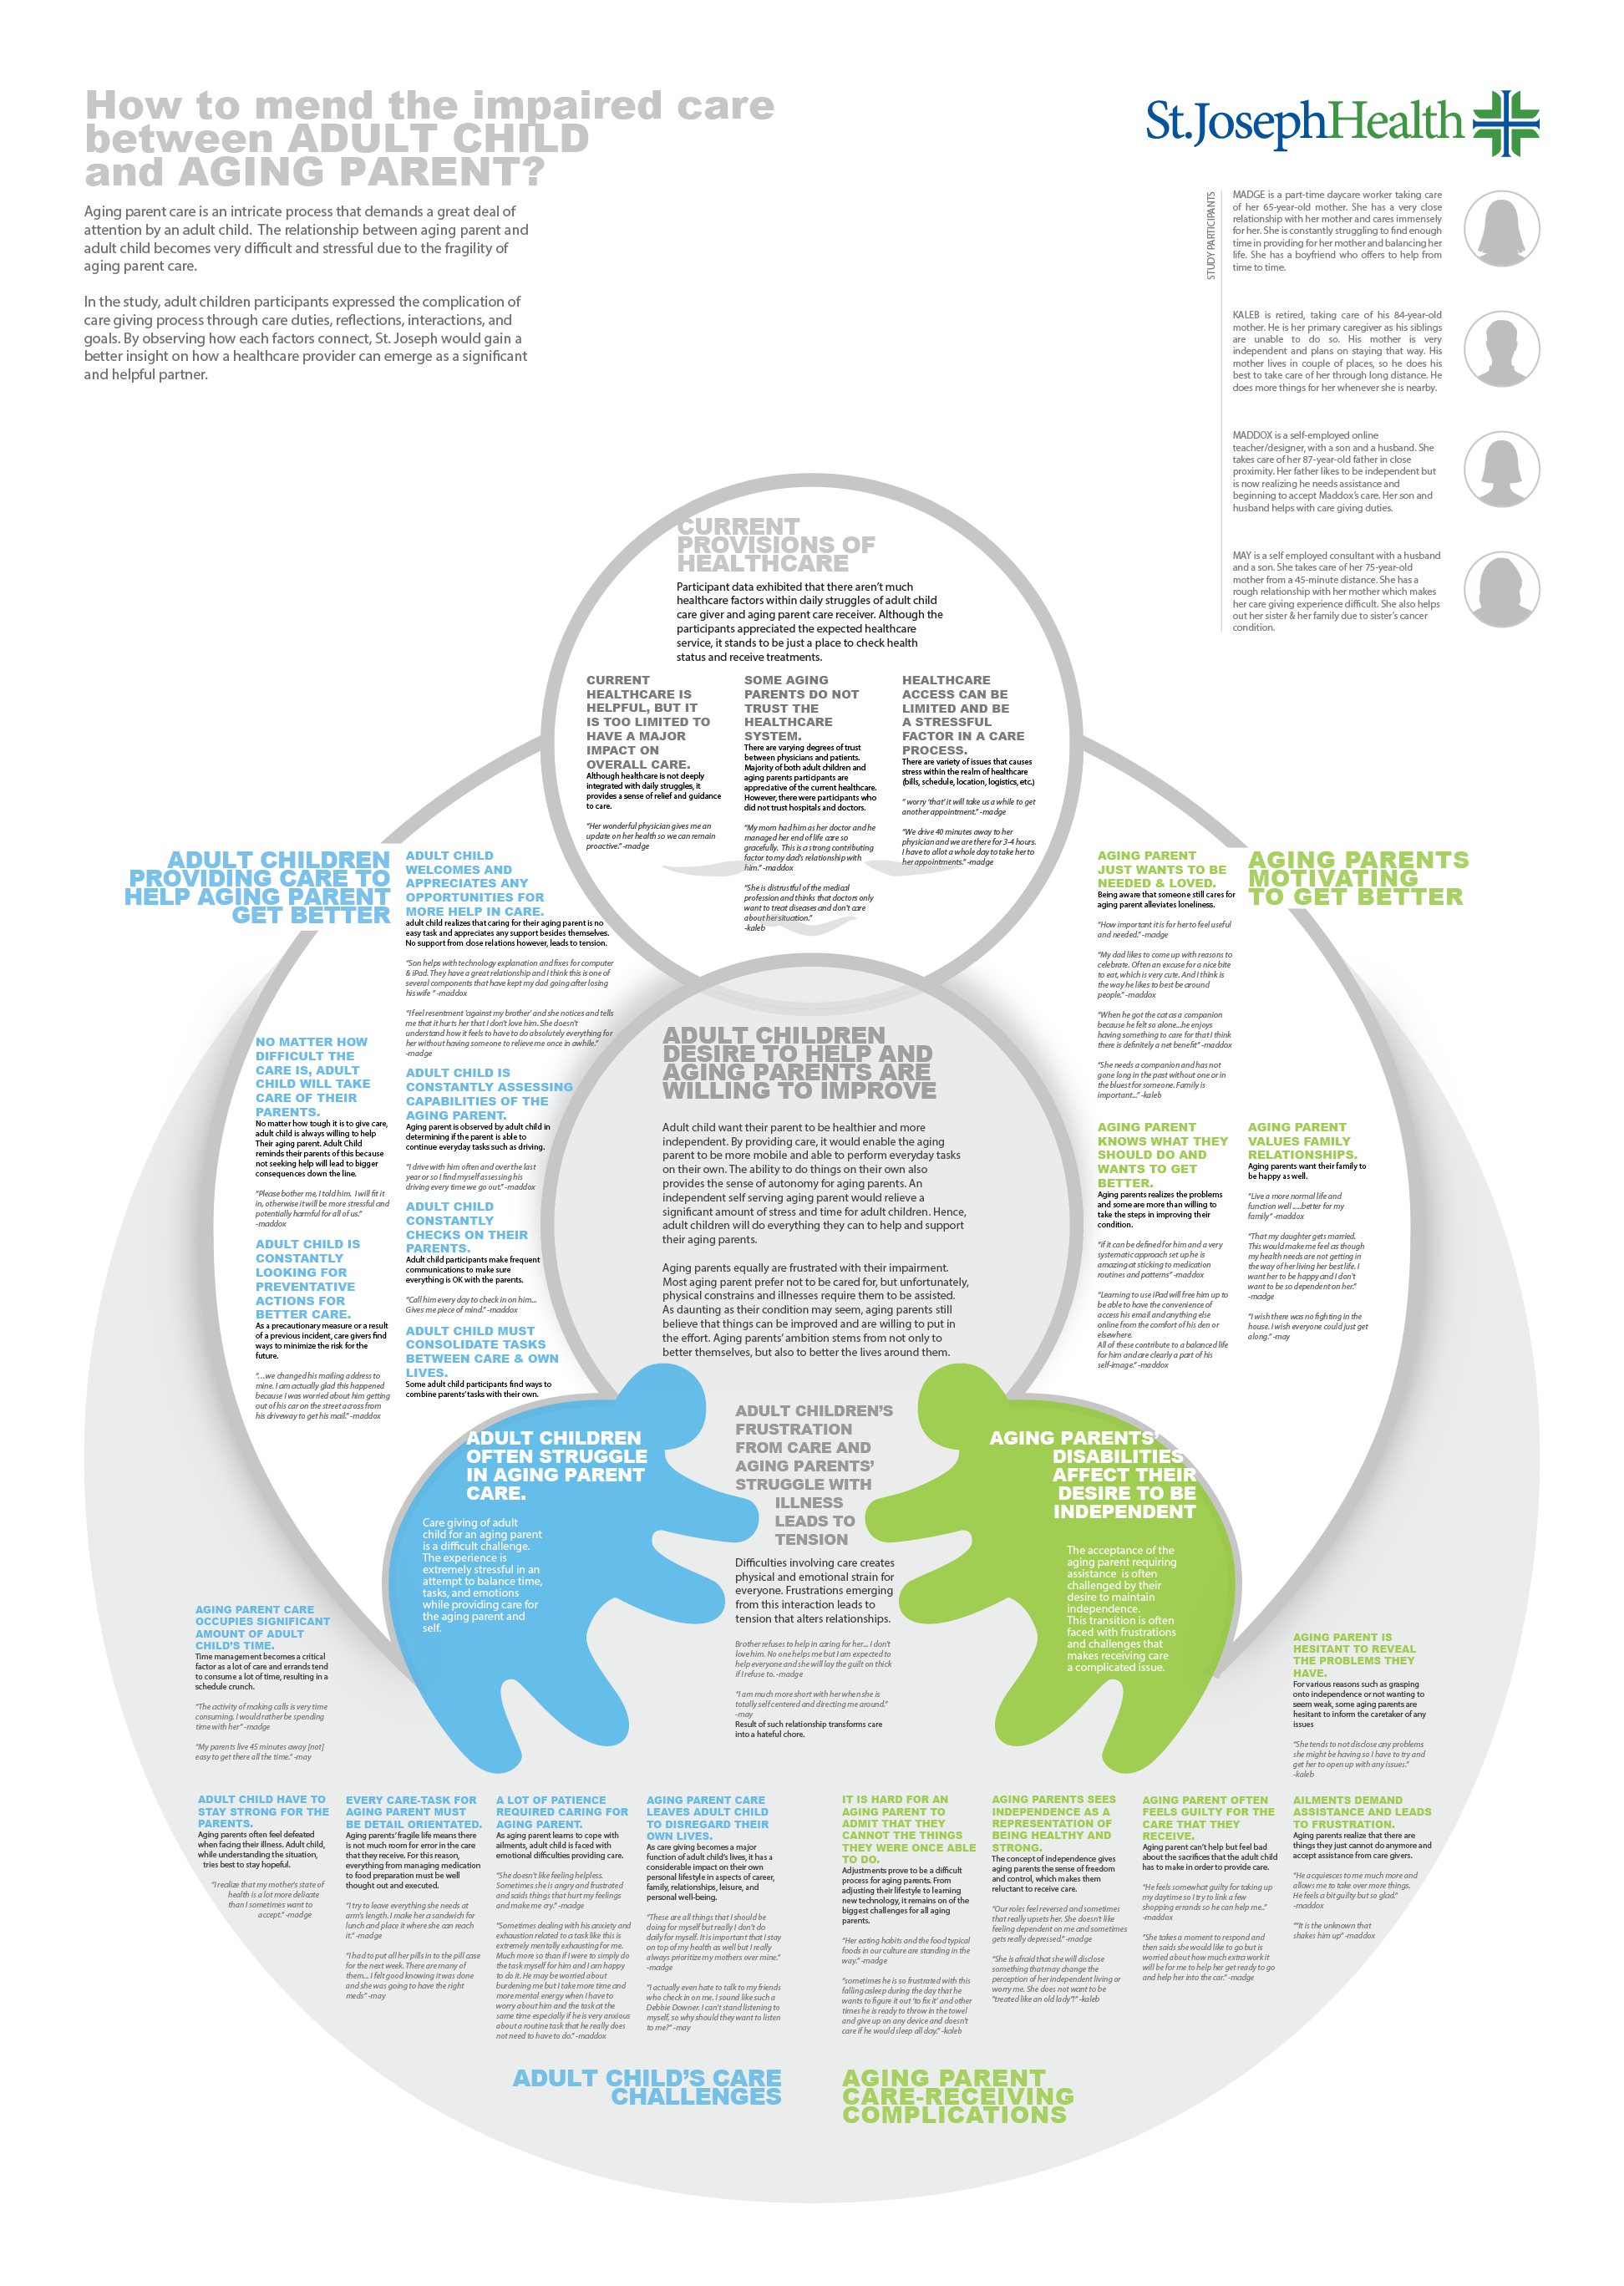 How to mend the impaired care
between ADULT CHILD
and AGING PARENT?
Aging parent care is an intricate process that demands a great deal of
attention by an adult child. The relationship between aging parent and
adult child becomes very difficult and stressful due to the fragility of
aging parent care.
In the study, adult children participants expressed the complication of
care giving process through care duties, reflections, interactions, and
goals. By observing how each factors connect, St. Joseph would gain a
better insight on how a healthcare provider can emerge as a significant
and helpful partner.
St.JosephHealth
STUDY PARTICIPANTS
MADGE is a part-time daycare worker taking care
of her 65-year-old mother. She has a very close
relationship with her mother and cares immensely
for her. She is constantly struggling to find enough
time in providing for her mother and balancing her
life. She has a boyfriend who offers to help from
time to time.
KALEB is retired, taking care of his 84-year-old
mother. He is her primary caregiver as his siblings
are unable to do so. His mother is very
independent and plans on staying that way. His
mother lives in couple of places, so he does his
best to take care of her through long distance. He
does more things for her whenever she is nearby.
MADDOX is a self-employed online
teacher/designer, with a son and a husband. She
takes care of her 87-year-old father in close
proximity. Her father likes to be independent but
is now realizing he needs assistance and
beginning to accept Maddox's care. Her son and
husband helps with care giving duties.
MAY is a self employed consultant with a husband
and a son. She takes care of her 75-year-old
mother from a 45-minute distance. She has a
rough relationship with her mother which makes
her care giving experience difficult. She also helps
out her sister & her family due to sister's cancer
condition.
CURRENT
PROVISIONS OF
HEALTHCARE
Participant data exhibited that there aren't much
healthcare factors within daily struggles of adult child
care giver and aging parent care receiver. Although the
participants appreciated the expected healthcare
service, it stands to be just a place to check health
status and receive treatments.
CURRENT
HEALTHCARE IS
HELPFUL, BUT IT
IS TOO LIMITED TO
HAVE A MAJOR
IMPACT ON
OVERALL CARE.
Although healthcare is not deeply
integrated with daily struggles, it
provides a sense of relief and guidance
to care.
"Her wonderful physician gives me an
update on her health so we can remain
proactive." -madge
SOME AGING
PARENTS DO NOT
TRUST THE
HEALTHCARE
SYSTEM.
There are varying degrees of trust
between physicians and patients.
Majority of both adult children and
aging parents participants are
appreciative of the current healthcare.
However, there were participants who
did not trust hospitals and doctors.
"My mom had him as her doctor and he
managed her end of life care so
gracefully. This is a strong contributing
factor to my dad's relationship with
him." -maddox
"She is distrustful of the medical
profession and thinks that doctors only
want to treat diseases and don't care
about her situation."
-kaleb
HEALTHCARE
ACCESS CAN BE
LIMITED AND BE
A STRESSFUL
FACTOR IN A CARE
PROCESS.
There are variety of issues that causes
stress within the realm of healthcare
(bills, schedule, location, logistics, etc.)
" worry 'that' it will take us a while to get
another appointment." -madge
"We drive 40 minutes away to her
physician and we are there for 3-4 hours.
I have to allot a whole day to take her to
her appointments." -madge
ADULT CHILDREN
PROVIDING CARE TO
HELP AGING PARENT
GET BETTER
ADULT CHILD
WELCOMES AND
APPRECIATES ANY
OPPORTUNITIES FOR
MORE HELP IN CARE.
adult child realizes that caring for their aging parent is no
easy task and appreciates any support besides themselves.
No support from close relations however, leads to tension.
"Son helps with technology explanation and fixes for computer
& iPad. They have a great relationship and I think this is one of
several components that have kept my dad going after losing
his wife " -maddox
"I feel resentment 'against my brother' and she notices and tells
me that it hurts her that I don't love him. She doesn't
understand how it feels to have to do absolutely everything for
her without having someone to relieve me once in awhile."
-madge
NO MATTER HOW
DIFFICULT THE
CARE IS, ADULT
CHILD WILL TAKE
CARE OF THEIR
PARENTS.
No matter how tough it is to give care,
adult child is always willing to help
Their aging parent. Adult Child
reminds their parents of this because
not seeking help will lead to bigger
consequences down the line.
"Please bother me, I told him. I will fit it
in, otherwise it will be more stressful and
potentially harmful for all of us."
-maddox
ADULT CHILD IS
CONSTANTLY
LOOKING FOR
PREVENTATIVE
ACTIONS FOR
BETTER CARE.
As a precautionary measure or a result
of a previous incident, care givers find
ways to minimize the risk for the
future.
"...we changed his mailing address to
mine. I am actually glad this happened
because I was worried about him getting
out of his car on the street across from
his driveway to get his mail." -maddox
ADULT CHILD IS
CONSTANTLY ASSESSING
CAPABILITIES OF THE
AGING PARENT.
Aging parent is observed by adult child in
determining if the parent is able to
continue everyday tasks such as driving.
"I drive with him often and over the last
year or so I find myself assessing his
driving every time we go out." -maddox
ADULT CHILD
CONSTANTLY
CHECKS ON THEIR
PARENTS.
Adult child participants make frequent
communications to make sure
everything is OK with the parents.
"Call him every day to check in on him...
Gives me piece of mind." -maddox
ADULT CHILD MUST
CONSOLIDATE TASKS
BETWEEN CARE & OWN
LIVES.
Some adult child participants find ways to
combine parents' tasks with their own.
ADULT CHILDREN
DESIRE TO HELP AND
AGING PARENTS ARE
WILLING TO IMPROVE
Adult child want their parent to be healthier and more
independent. By providing care, it would enable the aging
parent to be more mobile and able to perform everyday tasks
on their own. The ability to do things on their own also
provides the sense of autonomy for aging parents. An
independent self serving aging parent would relieve a
significant amount of stress and time for adult children. Hence,
adult children will do everything they can to help and support
their aging parents.
Aging parents equally are frustrated with their impairment.
Most aging parent prefer not to be cared for, but unfortunately,
physical constrains and illnesses require them to be assisted.
As daunting as their condition may seem, aging parents still
believe that things can be improved and are willing to put in
the effort. Aging parents' ambition stems from not only to
better themselves, but also to better the lives around them.
AGING PARENT
JUST WANTS TO BE
NEEDED & LOVED.
Being aware that someone still cares for
aging parent alleviates loneliness.
"How important it is for her to feel useful
and needed." -madge
"My dad likes to come up with reasons to
celebrate. Often an excuse for a nice bite
to eat, which is very cute. And I think is
the way he likes to best be around
people." -maddox
"When he got the cat as a companion
because he felt so alone...he enjoys
having something to care for that I think
there is definitely a net benefit" -maddox
"She needs a companion and has not
gone long in the past without one or in
the bluest for someone. Family is
important..." -kaleb
AGING PARENTS
MOTIVATING
TO GET BETTER
AGING PARENT
KNOWS WHAT THEY
SHOULD DO AND
WANTS TO GET
BETTER.
Aging parents realizes the problems
and some are more than willing to
take the steps in improving their
condition.
"if it can be defined for him and a very
systematic approach set up he is
amazing at sticking to medication
routines and patterns" -maddox
"Learning to use iPad will free him up to
be able to have the convenience of
access his email and anything else
online from the comfort of his den or
elsewhere.
All of these contribute to a balanced life
for him and are clearly a part of his
self-image." -maddox
AGING PARENT
VALUES FAMILY
RELATIONSHIPS.
Aging parents want their family to
be happy as well.
"Live a more normal life and
function well .....better for my
family" -maddox
"That my daughter gets married.
This would make me feel as though
my health needs are not getting in
the way of her living her best life. I
want her to be happy and I don't
want to be so dependent on her."
-madge
"I wish there was no fighting in the
house. I wish everyone could just get
along." -may
ADULT CHILDREN
OFTEN STRUGGLE
IN AGING PARENT
CARE.
Care giving of adult
child for an aging parent
is a difficult challenge.
The experience is
extremely stressful in an
attempt to balance time,
tasks, and emotions
while providing care for
the aging parent and
self.
ADULT CHILDREN'S
FRUSTRATION
FROM CARE AND
AGING PARENTS'
STRUGGLE WITH
ILLNESS
LEADS TO
TENSION
Difficulties involving care creates
physical and emotional strain for
everyone. Frustrations emerging
from this interaction leads to
tension that alters relationships.
Brother refuses to help in caring for her... I don't
love him. No one helps me but I am expected to
help everyone and she will lay the guilt on thick
if I refuse to. -madge
"I am much more short with her when she is
totally self centered and directing me around."
-may
Result of such relationship transforms care
into a hateful chore.
AGING PARENTS'
DISABILITIES
AFFECT THEIR
DESIRE TO BE
INDEPENDENT
The acceptance of the
aging parent requiring
assistance is often
challenged by their
desire to maintain
independence.
This transition is often
faced with frustrations
and challenges that
makes receiving care
a complicated issue.
AGING PARENT CARE
OCCUPIES SIGNIFICANT
AMOUNT OF ADULT
CHILD'S TIME.
Time management becomes a critical
factor as a lot of care and errands tend
to consume a lot of time, resulting in a
schedule crunch.
"The activity of making calls is very time
consuming. I would rather be spending
time with her" -madge
"My parents live 45 minutes away [not]
easy to get there all the time." -may
AGING PARENT IS
HESITANT TO REVEAL
THE PROBLEMS THEY
HAVE.
For various reasons such as grasping
onto independence or not wanting to
seem weak, some aging parents are
hesitant to inform the caretaker of any
issues
"She tends to not disclose any problems
she might be having so I have to try and
get her to open up with any issues."
-kaleb
ADULT CHILD HAVE TO
STAY STRONG FOR THE
PARENTS.
Aging parents often feel defeated
when facing their illness. Adult child,
while understanding the situation,
tries best to stay hopeful.
"I realize that my mother's state of
health is a lot more delicate
than I sometimes want to
accept." -madge
EVERY CARE-TASK FOR
AGING PARENT MUST
BE DETAIL ORIENTATED.
Aging parents' fragile life means there
is not much room for error in the care
that they receive. For this reason,
everything from managing medication
to food preparation must be well
thought out and executed.
"I try to leave everything she needs at
arm's length. I make her a sandwich for
lunch and place it where she can reach
it." -madge
"I had to put all her pills in to the pill case
for the next week. There are many of
them... I felt good knowing it was done
and she was going to have the right
meds" -may
A LOT OF PATIENCE
REQUIRED CARING FOR
AGING PARENT.
As aging parent learns to cope with
ailments, adult child is faced with
emotional difficulties providing care.
"She doesn't like feeling helpless.
Sometimes she is angry and frustrated
and saids things that hurt my feelings
and make me cry." -madge
"Sometimes dealing with his anxiety and
exhaustion related to a task like this is
extremely mentally exhausting for me.
Much more so than if I were to simply do
the task myself for him and I am happy
to do it. He may be worried about
burdening me but I take more time and
more mental energy when I have to
worry about him and the task at the
same time especially if he is very anxious
about a routine task that he really does
not need to have to do." -maddox
AGING PARENT CARE
LEAVES ADULT CHILD
TO DISREGARD THEIR
OWN LIVES.
As care giving becomes a major
function of adult child's lives, it has a
considerable impact on their own
personal lifestyle in aspects of career,
family, relationships, leisure, and
personal well-being.
"These are all things that I should be
doing for myself but really I don't do
daily for myself. It is important that I stay
on top of my health as well but I really
always prioritize my mothers over mine."
-madge
"I actually even hate to talk to my friends
who check in on me. I sound like such a
Debbie Downer. I can't stand listening to
myself, so why should they want to listen
to me?" -may
IT IS HARD FOR AN
AGING PARENT TO
ADMIT THAT THEY
CANNOT THE THINGS
THEY WERE ONCE ABLE
TO DO.
Adjustments prove to be a difficult
process for aging parents. From
adjusting their lifestyle to learning
new technology, it remains on of the
biggest challenges for all aging
parents.
"Her eating habits and the food typical
foods in our culture are standing in the
way." -madge
"sometimes he is so frustrated with this
falling asleep during the day that he
wants to figure it out 'to fix it' and other
times he is ready to throw in the towel
and give up on any device and doesn't
care if he would sleep all day." -kaleb
AGING PARENTS SEES
INDEPENDENCE AS A
REPRESENTATION OF
BEING HEALTHY AND
STRONG.
The concept of independence gives
aging parents the sense of freedom
and control, which makes them
reluctant to receive care.
"Our roles feel reversed and sometimes
that really upsets her. She doesn't like
feeling dependent on me and sometimes
gets really depressed." -madge
"She is afraid that she will disclose
something that may change the
perception of her independent living or
worry me. She does not want to be
"treated like an old lady"!" -kaleb
AGING PARENT OFTEN
FEELS GUILTY FOR THE
CARE THAT THEY
RECEIVE.
Aging parent can't help but feel bad
about the sacrifices that the adult child
has to make in order to provide care.
"He feels somewhat guilty for taking up
my daytime so I try to link a few
shopping errands so he can help me.."
-maddox
"She takes a moment to respond and
then saids she would like to go but is
worried about how much extra work it
will be for me to help her get ready to go
and help her into the car." -madge
AILMENTS DEMAND
ASSISTANCE AND LEADS
TO FRUSTRATION.
Aging parents realize that there are
things they just cannot do anymore and
accept assistance from care givers.
"He acquiesces to me much more and
allows me to take over more things.
He feels a bit guilty but so glad."
-maddox
""It is the unknown that
shakes him up" -maddox
ADULT CHILD'S CARE
CHALLENGES
AGING PARENT
CARE-RECEIVING
COMPLICATIONS